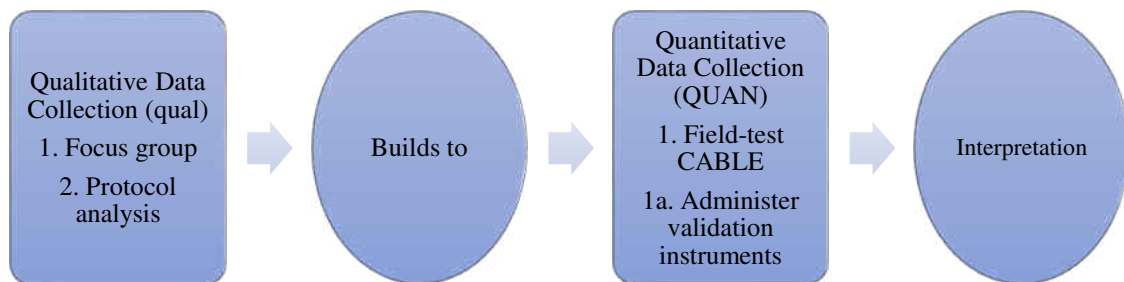 Qualitative Data
Collection (qual)
1. Focus group
2. Protocol
analysis
Builds to
Quantitative
Data Collection
(QUAN)
1. Field-test
CABLE
1a. Administer
validation
instruments
Interpretation